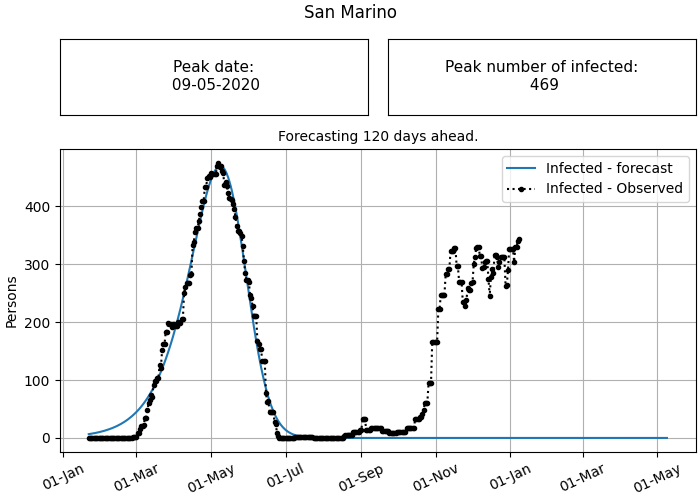 San Marino
Peak date:
09-05-2020
Peak number of infected:
469
Forecasting 120 days ahead.
Infected - forecast
Infected - Observed
Persons
400
300
200
100
0
01-Jan
01-Mar
01-May
01-Jul
01-Sep
01-Nov
01-Jan
01-Mar
01-May